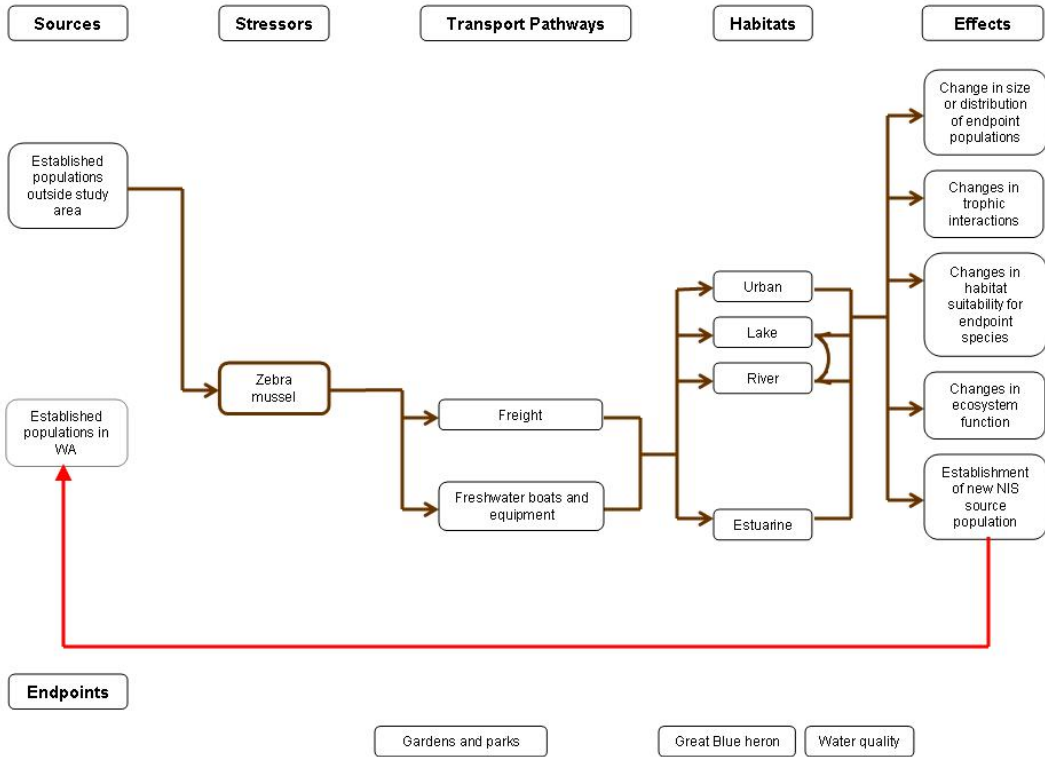 Sources
Stressors
Transport Pathways
Habitats
Effects
Established
populations
outside study
area
Established
populations in
WA
Zebra
mussel
Freight
Freshwater boats and
equipment
Urban
Lake
River
Estuarine
Change in size
or distribution
of endpoint
populations
Changes in
trophic
interactions
Changes in
habitat
suitability for
endpoint
species
Changes in
ecosystem
function
Establishment
of new NIS
source
population
Endpoints
Gardens and parks
Great Blue heron
Water quality